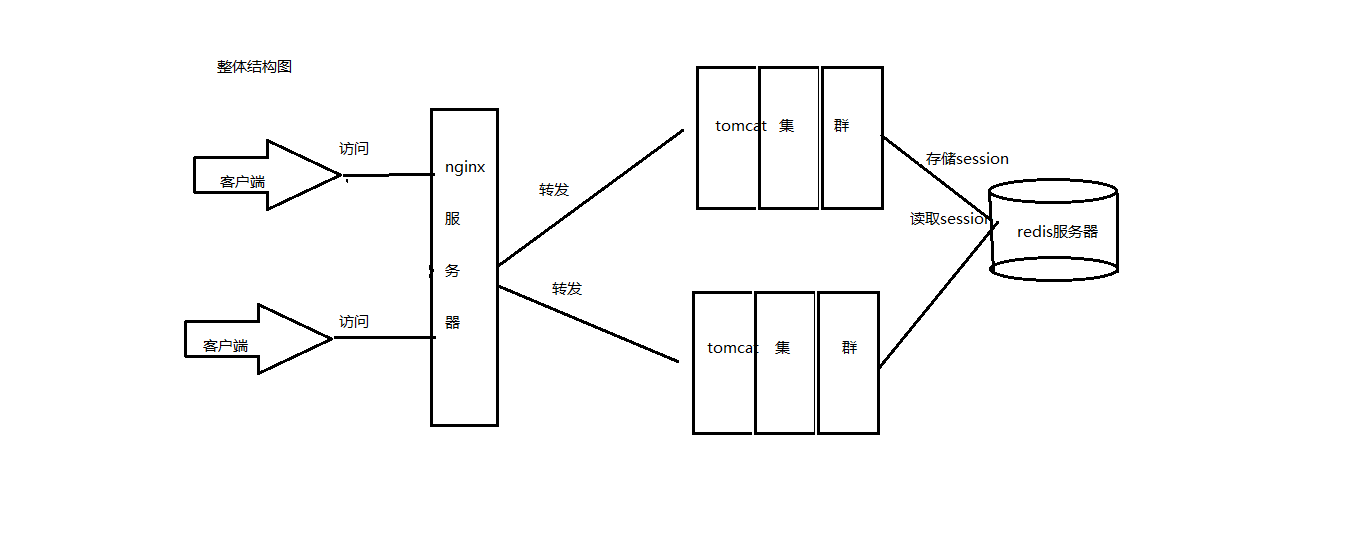 整体结构图
客户端
访问
客户端
访问
nginx
服
务
器
转发
转发
tomcat 集 群
tomcat 集 群
存储session
读取session
redis服务器